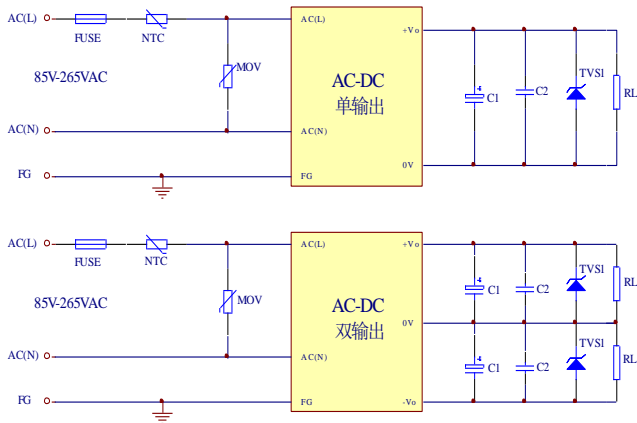 AC(L)
FUSE
NTC
85V-265VAC
MOV
AC(N)
FG
AC(L)
AC(N)
FG
AC-DC
单输出
+Vo
0V
C1
C2
TVS1
RL
AC(L)
FUSE
NTC
85V-265VAC
MOV
AC(N)
FG
AC(L)
AC(N)
FG
AC-DC
双输出
+Vo
0V
-Vo
C1
C2
TVS1
RL
C1
C2
TVS1
RL